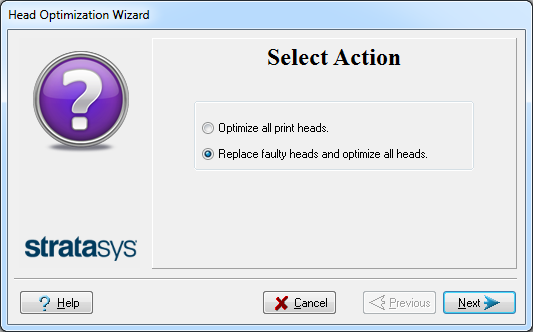 Head Optimization Wizard
Select Action
Optimize all print heads.
Replace faulty heads and optimize all heads.
stratasys
? Help
Cancel
Previous
Next